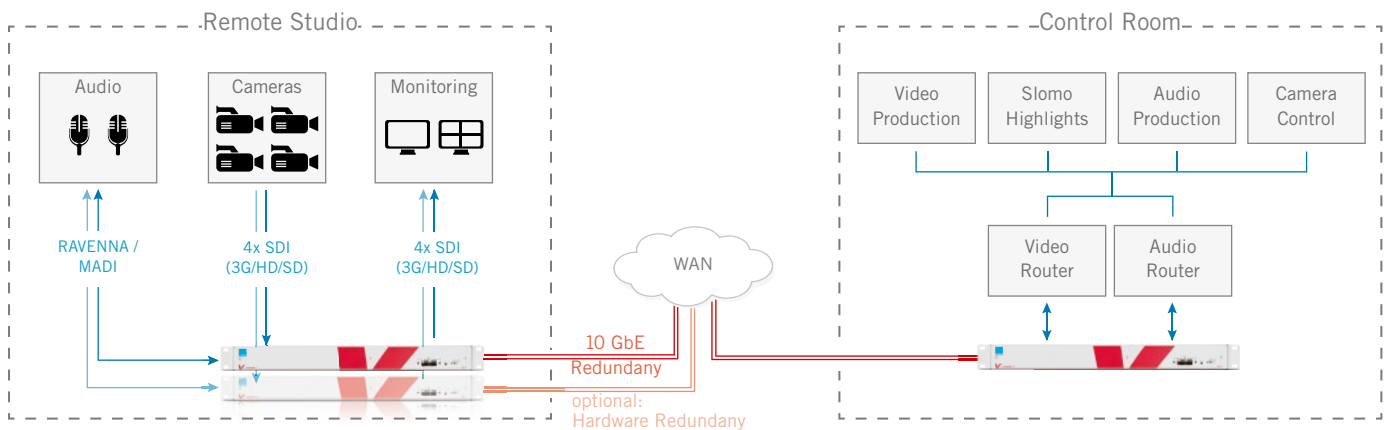 Remote Studio
Audio
Cameras
Monitoring
RAVENNA /
MADI
4x SDI
(3G/HD/SD)
4x SDI
(3G/HD/SD)
10 GbE
Redundany
optional:
Hardware Redundany
WAN
Control Room
Video
Production
Slomo
Highlights
Audio
Production
Camera
Control
Video
Router
Audio
Router